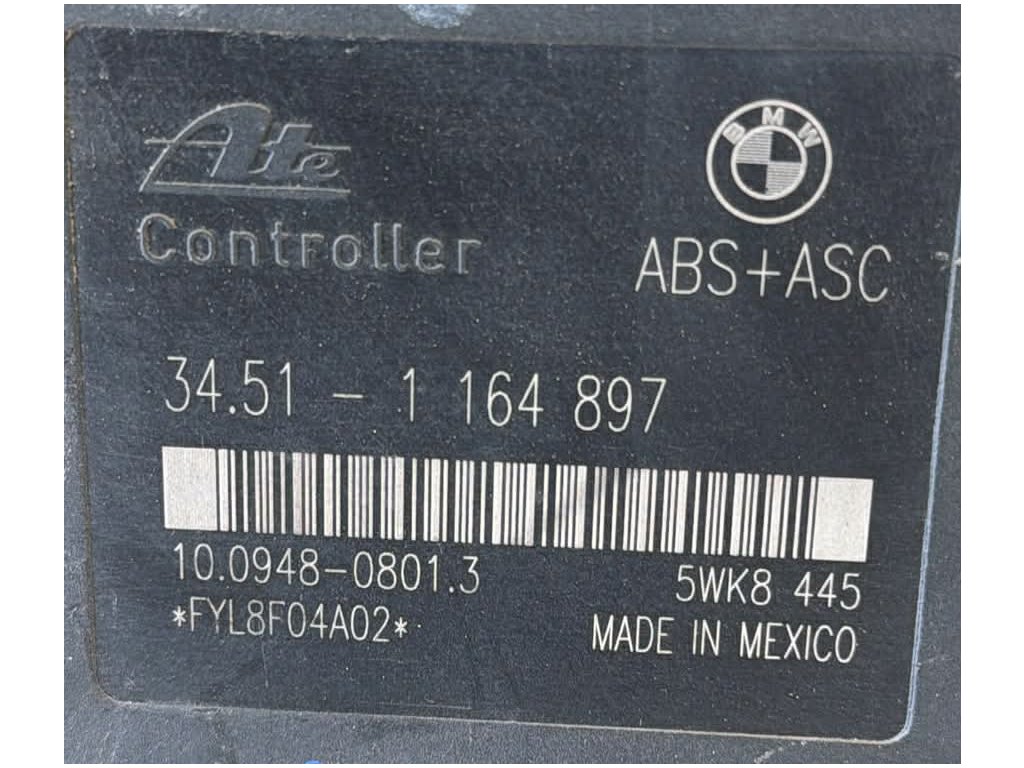 Ate
BMW
Controller
ABS+ASC
34.51 - 1 164 897
10.0948-0801.3
5WK8 445
*FYL8F04A02*
MADE IN MEXICO